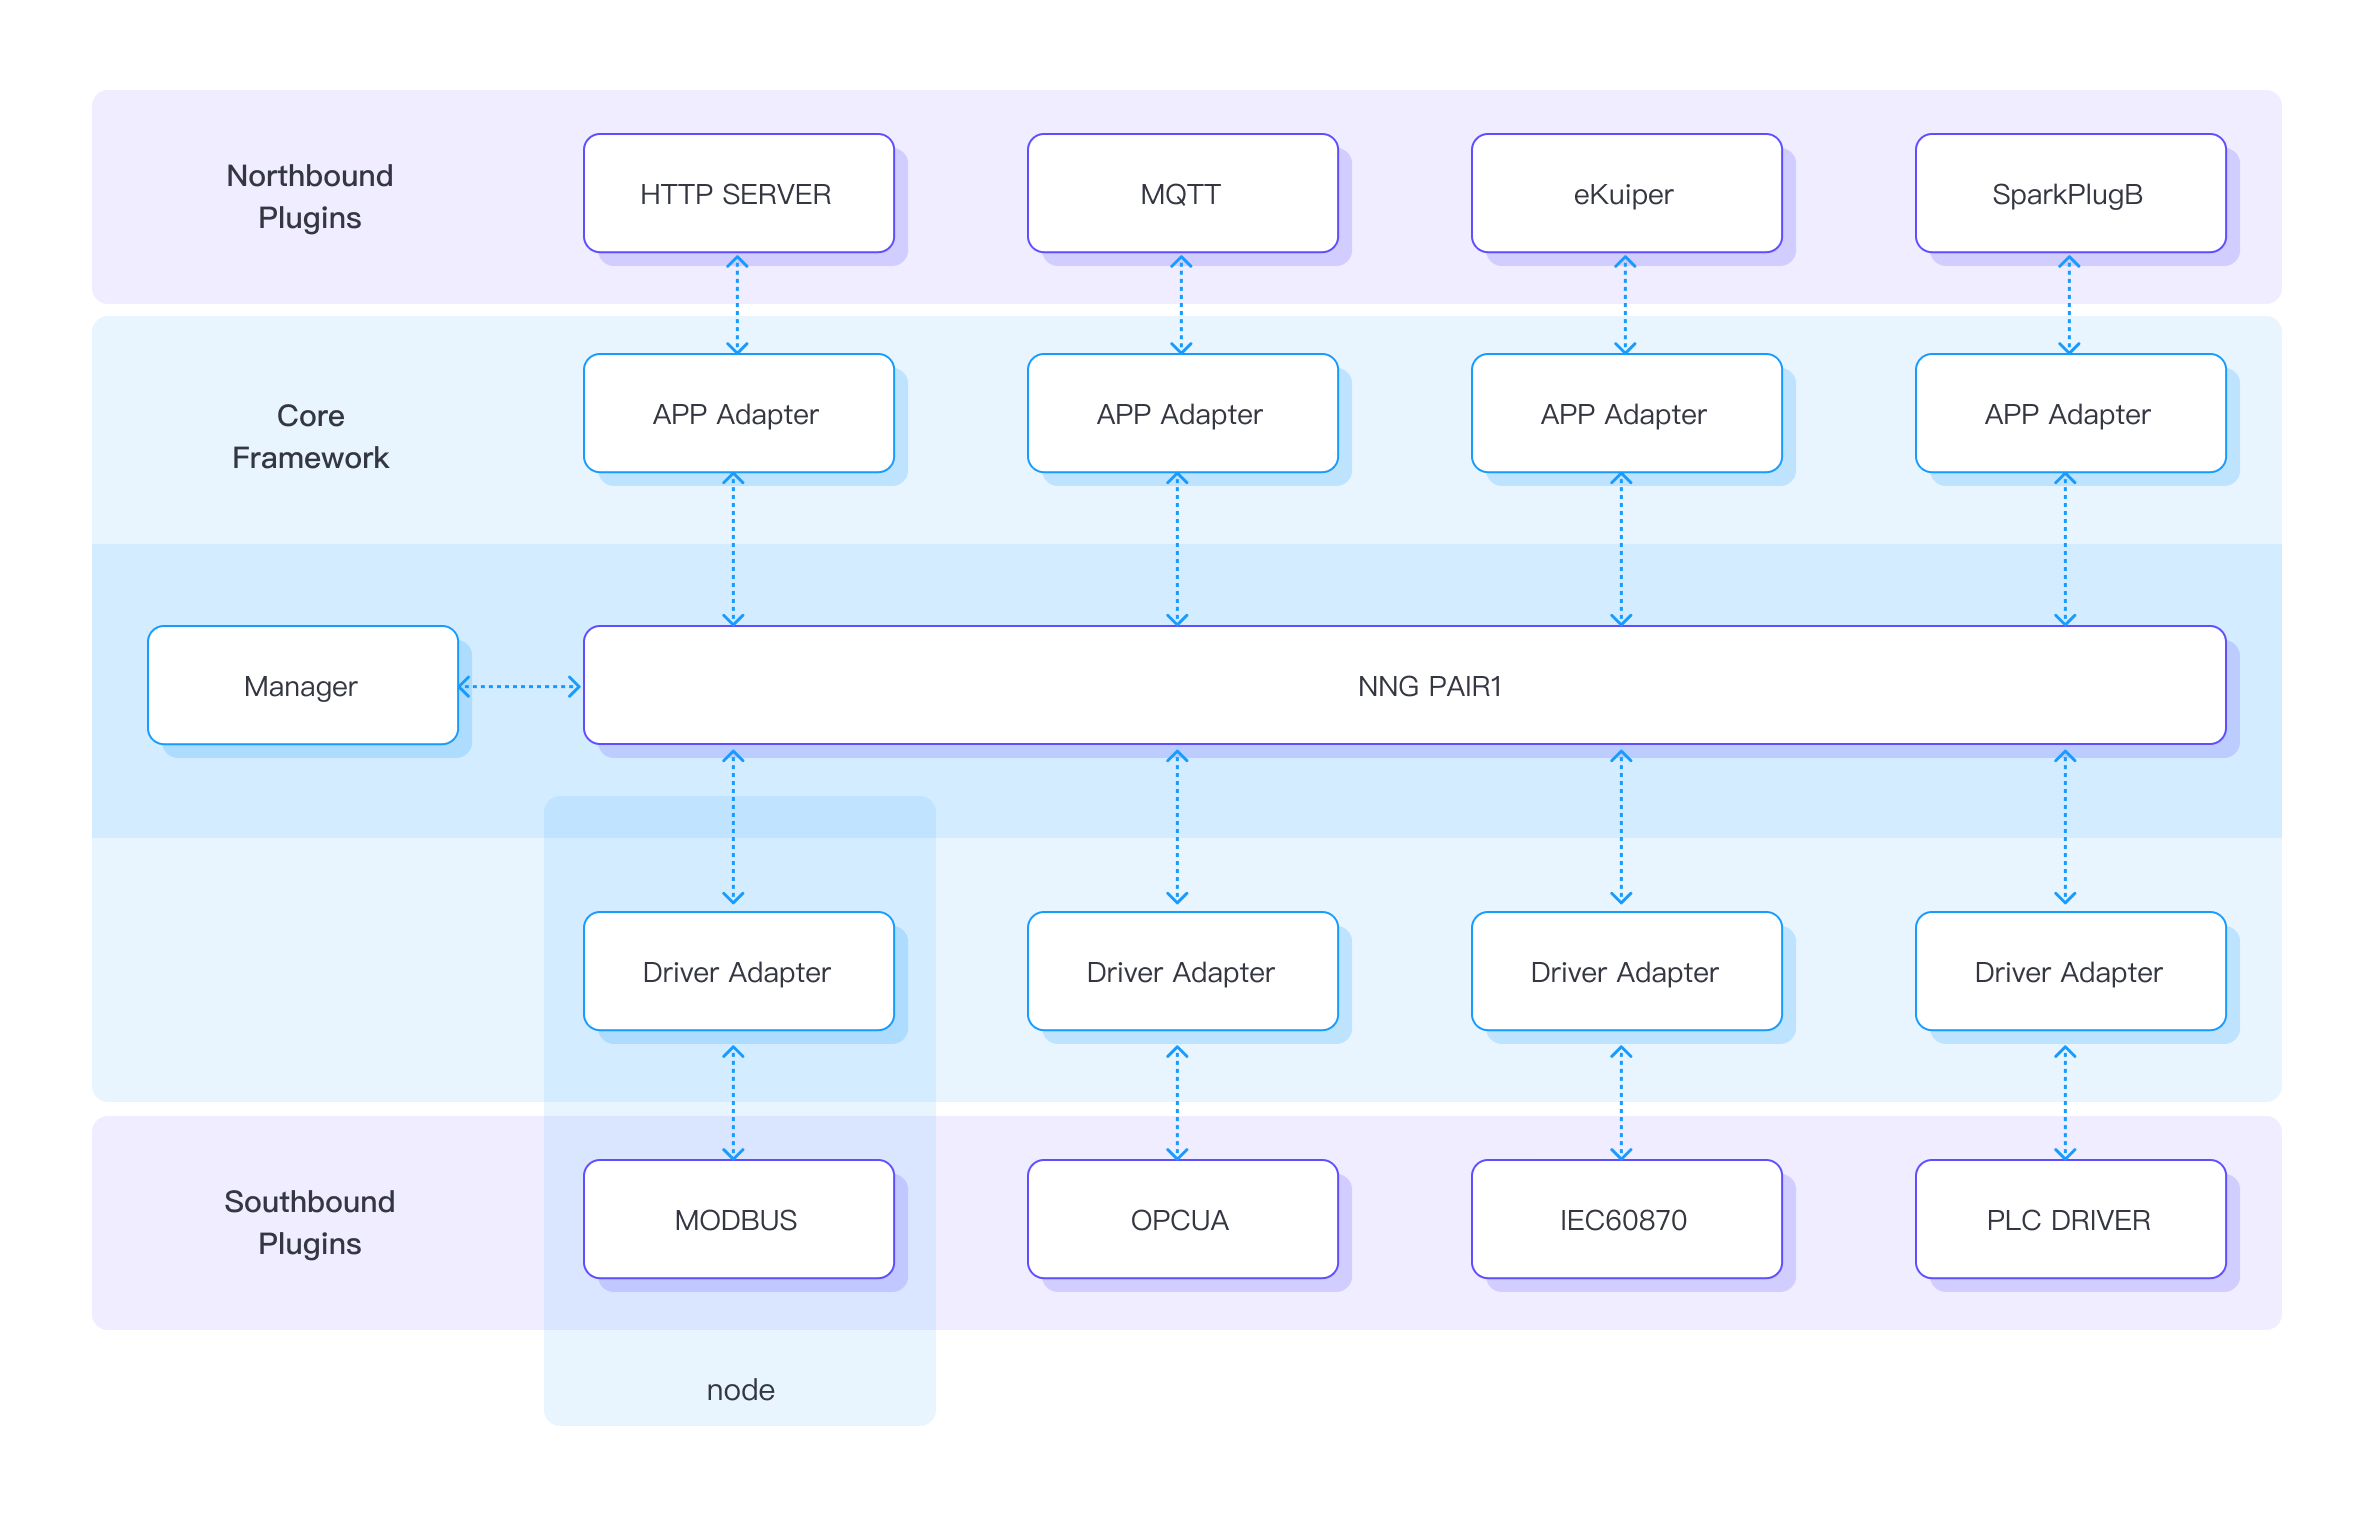 Northbound
Plugins
HTTP SERVER
MQTT
eKuiper
SparkPlugB
Core
Framework
APP Adapter
APP Adapter
APP Adapter
APP Adapter
Manager
NNG PAIR1
Driver Adapter
Driver Adapter
Driver Adapter
Driver Adapter
Southbound
Plugins
MODBUS
OPCUA
IEC60870
PLC DRIVER
node